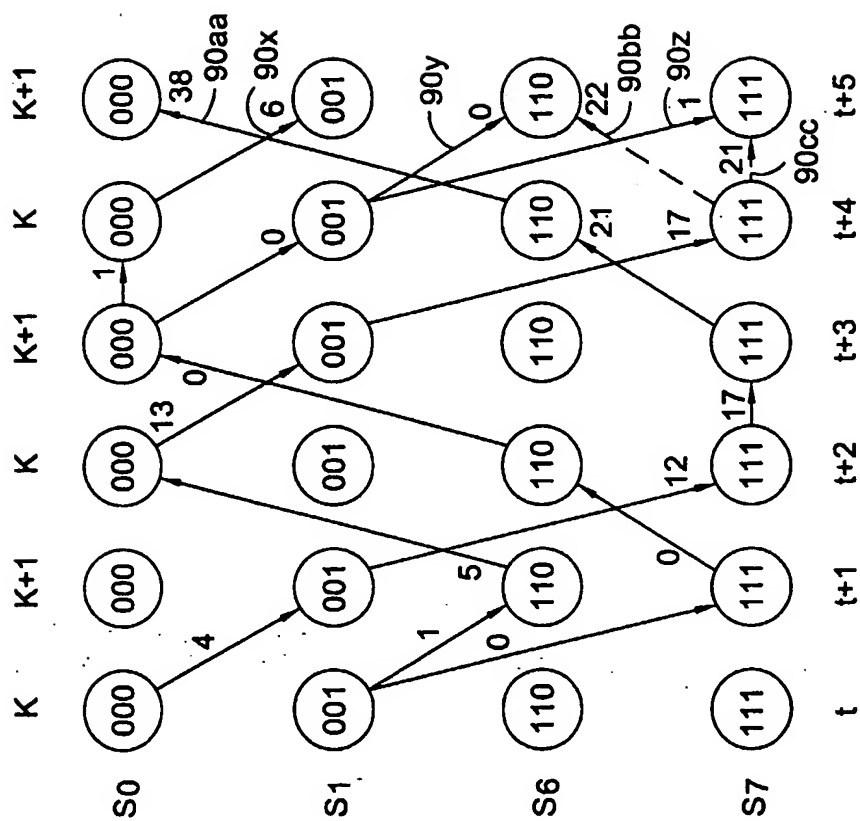 K K+1 K K+1 K K+1
S0 000 000 000 000 000 000
4 13 0 1 38
90aa
90x
0 6
S1 001 001 001 001 001 001
1 5 90y
0 0
S6 110 110 110 110 110 110
12 21 22
90bb
0 17 1
90z
S7 111 111 111 17 111 111 21 111
90cc
t t+1 t+2 t+3 t+4 t+5